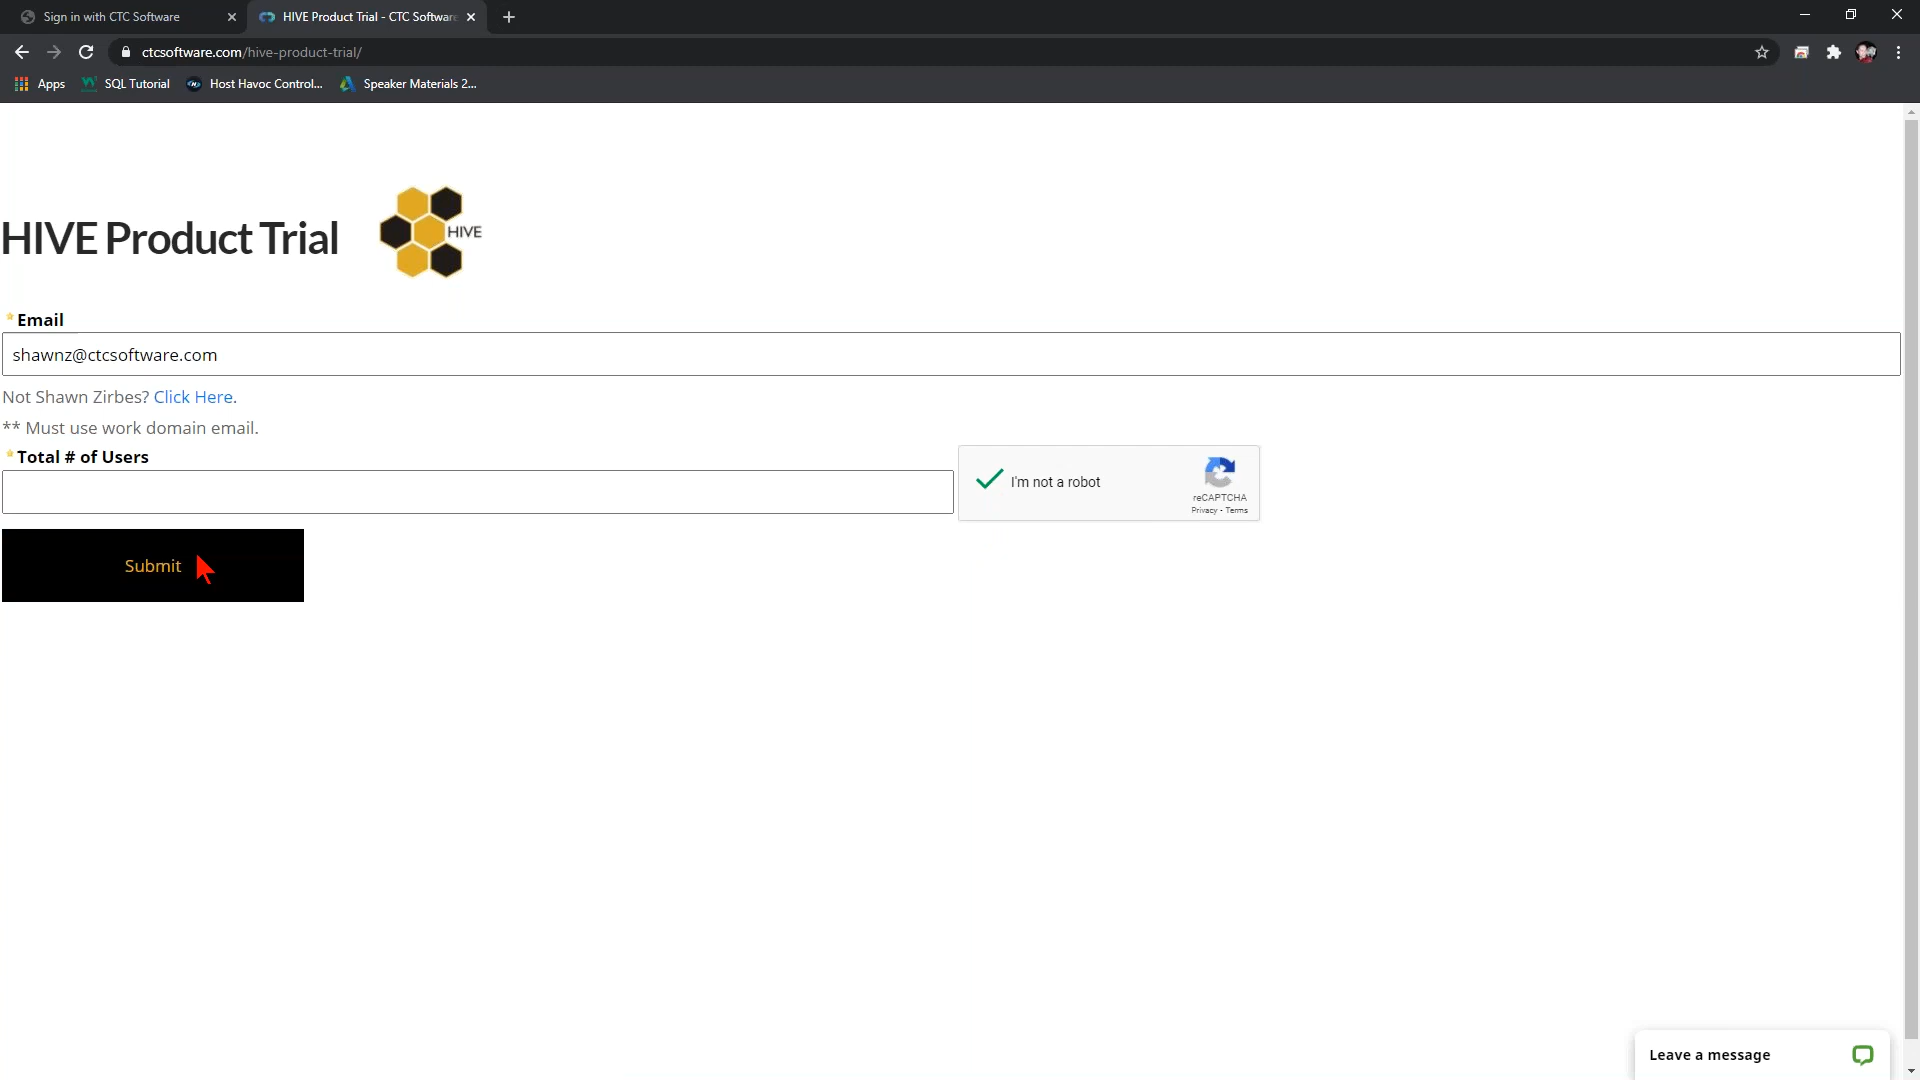 Sign in with CTC Software
HIVE Product Trial - CTC Software
ctcsoftware.com/hive-product-trial/
Apps
SQL Tutorial
Host Havoc Control...
Speaker Materials 2...
HIVE Product Trial
HIVE
Email
shawnz@ctcsoftware.com
Not Shawn Zirbes? Click Here.
** Must use work domain email.
Total # of Users
I'm not a robot
reCAPTCHA
Privacy - Terms
Submit
Leave a message